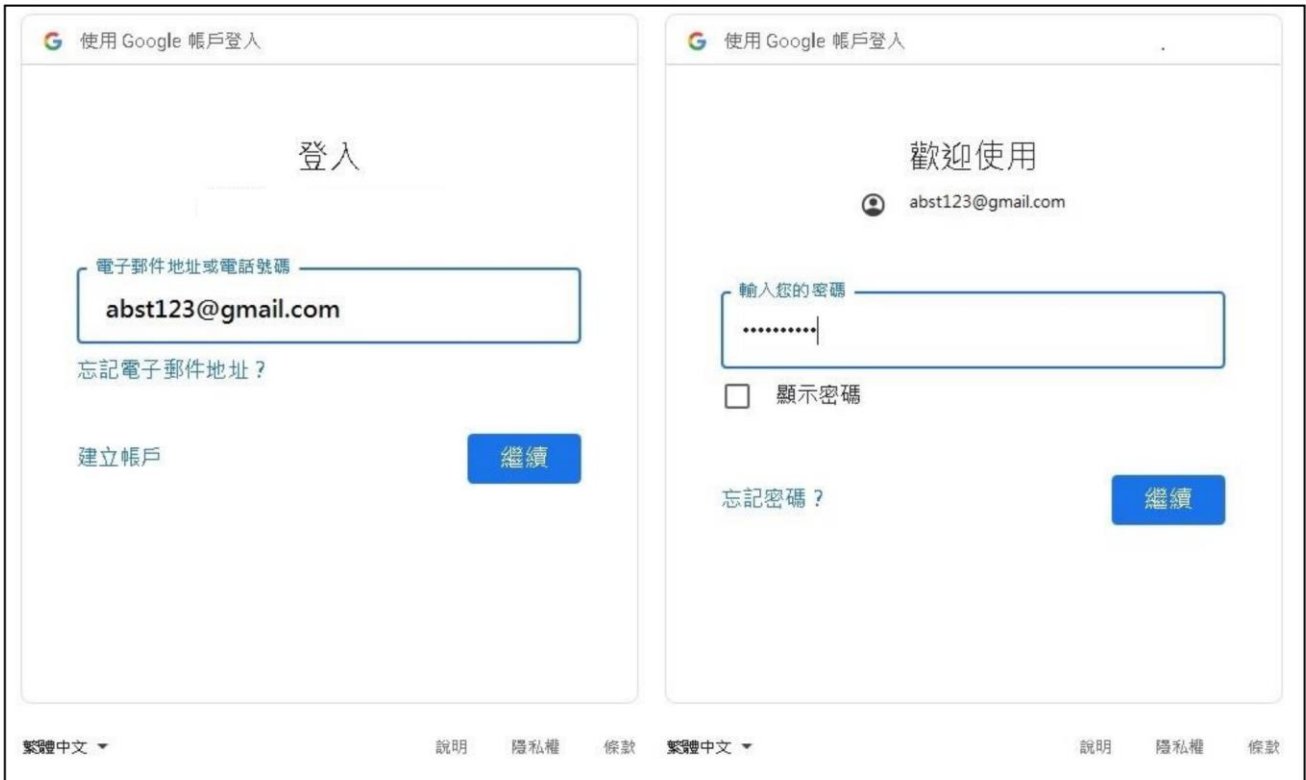 使用 Google 帳戶登入
登入
電子郵件地址或電話號碼
abst123@gmail.com
忘記電子郵件地址？
建立帳戶
繼續
繁體中文
說明
隱私權
條款
使用 Google 帳戶登入
歡迎使用
abst123@gmail.com
輸入您的密碼
••••••••••
顯示密碼
忘記密碼？
繼續
繁體中文
說明
隱私權
條款